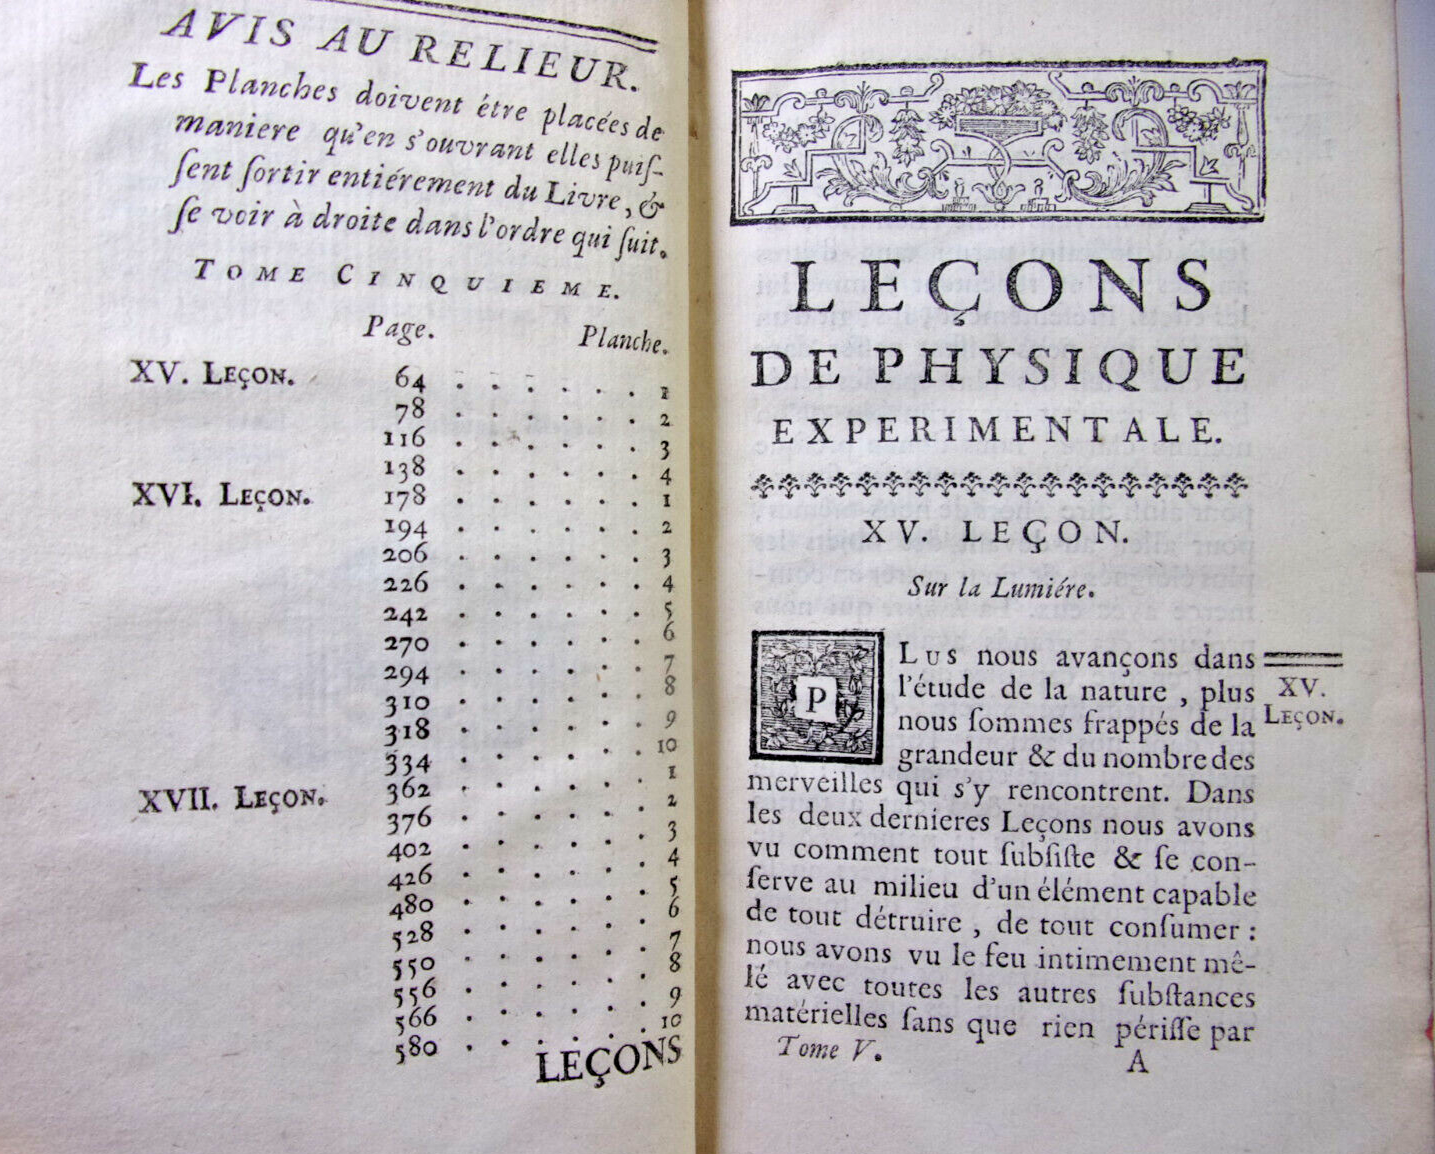 AVIS AU RELIEUR.
Les Planches doivent être placées de
maniere qu'en s'ouvrant elles puiſ-
ſent ſortir entiérement du Livre, &
ſe voir à droite dans l'ordre qui ſuit.
TOME CINQUIEME.
Page. Planche.
XV. LEÇON. 64 . . . . . . . 1
78 . . . . . . . 2
116 . . . . . . . 3
138 . . . . . . . 4
XVI. LEÇON. 178 . . . . . . . 1
194 . . . . . . . 2
206 . . . . . . . 3
226 . . . . . . . 4
242 . . . . . . . 5
270 . . . . . . . 6
294 . . . . . . . 7
310 . . . . . . . 8
318 . . . . . . . 9
334 . . . . . . . 10
XVII. LEÇON. 362 . . . . . . . 1
376 . . . . . . . 2
402 . . . . . . . 3
426 . . . . . . . 4
480 . . . . . . . 5
528 . . . . . . . 6
550 . . . . . . . 7
556 . . . . . . . 8
566 . . . . . . . 9
580 . . . . . . . 10
LEÇONS
LEÇONS
DE PHYSIQUE
EXPERIMENTALE.
XV. LEÇON.
Sur la Lumiére.
PLUS nous avançons dans
l'étude de la nature, plus
nous ſommes frappés de la
grandeur & du nombre des
merveilles qui s'y rencontrent. Dans
les deux dernieres Leçons nous avons
vu comment tout ſubſiſte & ſe con-
ſerve au milieu d'un élément capable
de tout détruire, de tout conſumer :
nous avons vu le feu intimement mê-
lé avec toutes les autres ſubſtances
matérielles ſans que rien périſſe par
Tome V. A
XV.
LEÇON.